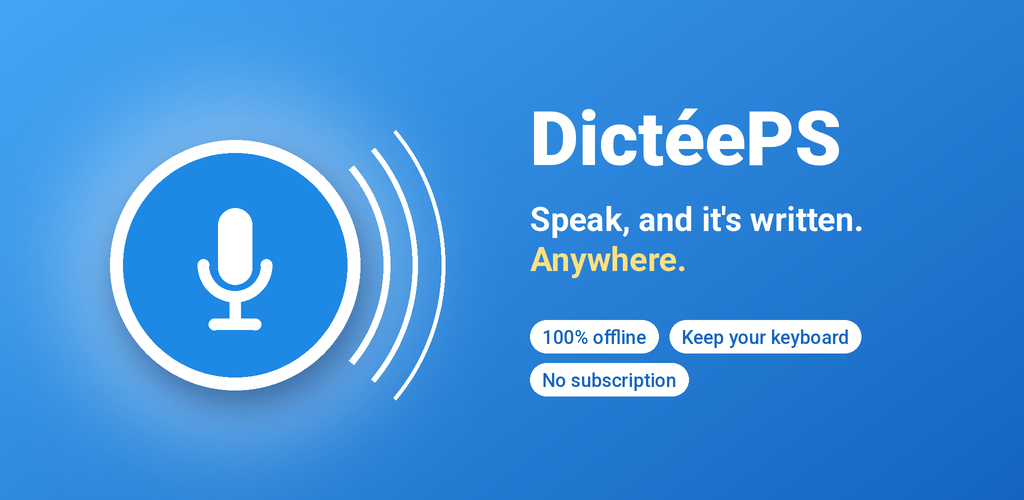 DictéePS
Speak, and it's written.
Anywhere.
100% offline Keep your keyboard
No subscription